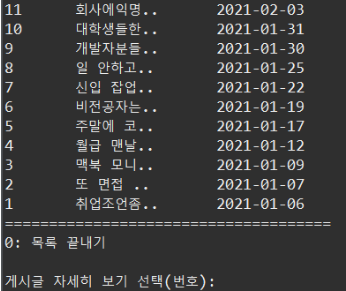 11 회사에익명.. 2021-02-03
10 대학생들한.. 2021-01-31
9 개발자분들.. 2021-01-30
8 일 안하고.. 2021-01-25
7 신입 잡업.. 2021-01-22
6 비전공자는.. 2021-01-19
5 주말에 코.. 2021-01-17
4 월급 맨날.. 2021-01-12
3 맥북 모니.. 2021-01-09
2 또 면접 .. 2021-01-07
1 취업조언좀.. 2021-01-06
=====================================
0: 목록 끝내기
게시글 자세히 보기 선택(번호):